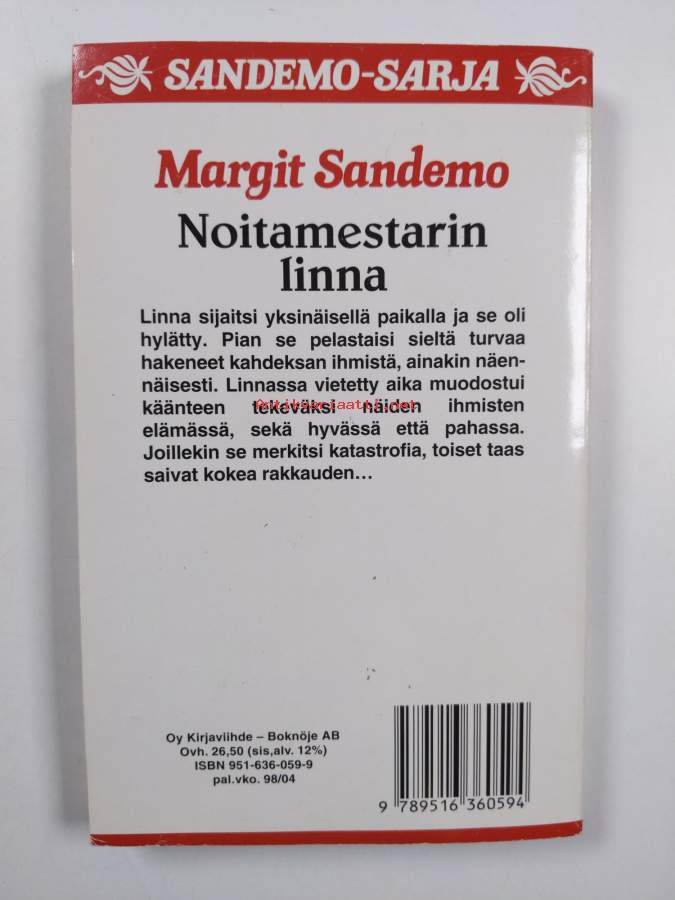 SANDEMO-SARJA
Margit Sandemo
Noitamestarin
linna
Linna sijaitsi yksinäisellä paikalla ja se oli
hylätty. Pian se pelastaisi sieltä turvaa
hakeneet kahdeksan ihmistä, ainakin näen-
näisesti. Linnassa vietetty aika muodostui
käänteen tekeväksi näiden ihmisten
Antikvariaatti.net
elämässä, sekä hyvässä että pahassa.
Joillekin se merkitsi katastrofia, toiset taas
saivat kokea rakkauden...
Oy Kirjaviihde – Boknöje AB
Ovh. 26,50 (sis,alv. 12%)
ISBN 951-636-059-9
pal.vko. 98/04
9 789516 360594